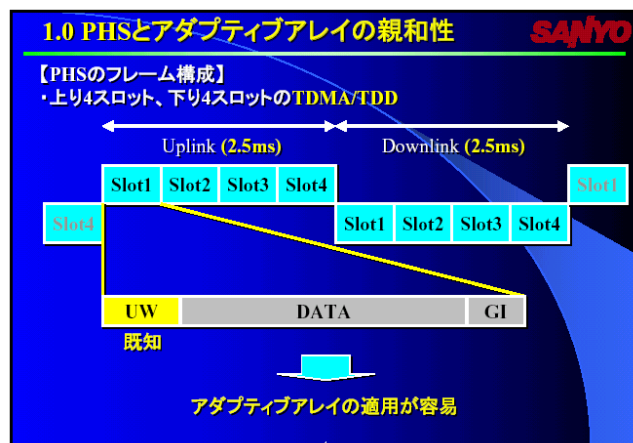 1.0 PHSとアダプティブアレイの親和性
SANYO
【PHSのフレーム構成】
・上り4スロット、下り4スロットのTDMA/TDD
Uplink (2.5ms)
Downlink (2.5ms)
Slot1 Slot2 Slot3 Slot4
Slot1
Slot4
Slot1 Slot2 Slot3 Slot4
UW DATA GI
既知
アダプティブアレイの適用が容易